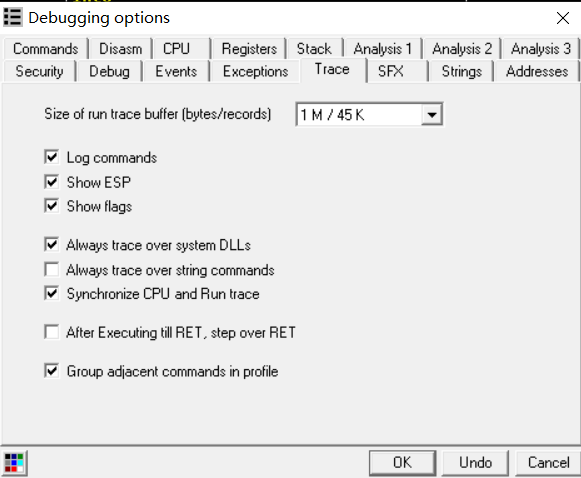 Debugging options
Commands Disasm CPU Registers Stack Analysis 1 Analysis 2 Analysis 3
Security Debug Events Exceptions Trace SFX Strings Addresses
Size of run trace buffer (bytes/records) 1 M / 45 K
Log commands
Show ESP
Show flags
Always trace over system DLLs
Always trace over string commands
Synchronize CPU and Run trace
After Executing till RET, step over RET
Group adjacent commands in profile
OK Undo Cancel